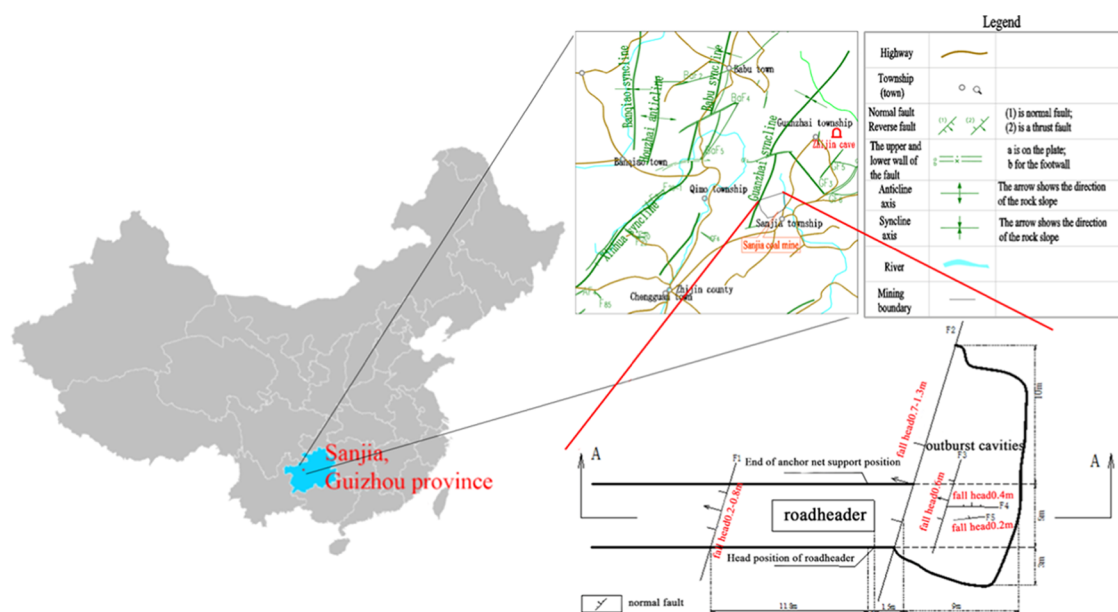 Legend
Highway
Township
(town)
Normal fault
Reverse fault
(1) (2)
(1) is normal fault;
(2) is a thrust fault
The upper and
lower wall of
the fault
a is on the plate;
b for the footwall
Anticline
axis
The arrow shows the direction
of the rock slope
Syncline
axis
The arrow shows the direction
of the rock slope
River
Mining
boundary
Banqiao syncline
Babu syncline
Babu town
Guanzhai township
Zhijin cave
Guanzhai syncline
Qimo township
Sanjia township
Sanjia coal mine
Zhijin county
Sanjia,
Guizhou province
F2
10m
fall head0.7-1.3m
outburst cavities
A
A
F1
End of anchor net support position
F3
fall head0.2-0.8m
fall head0.6m
fall head0.4m
F4
roadheader
F5
fall head0.2m
5m
Head position of roadheader
3m
normal fault
1.5m
9m